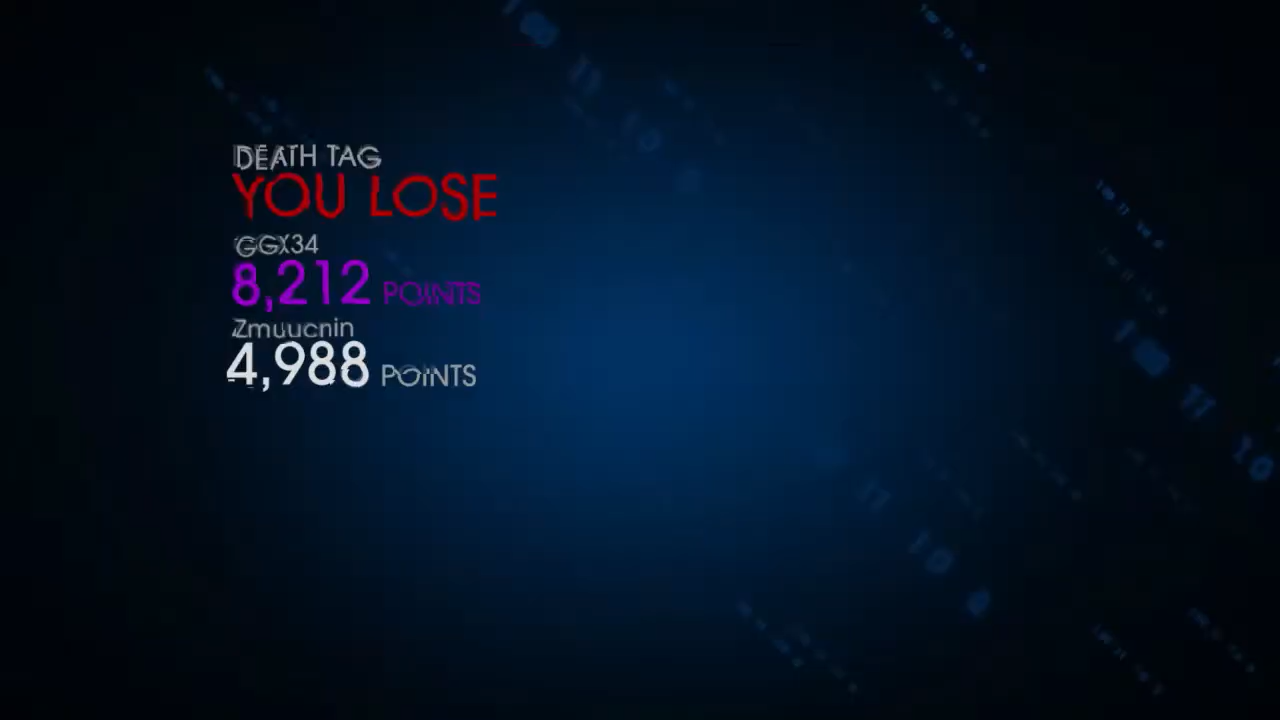 DEATH TAG
YOU LOSE
GGX34
8,212 POINTS
Zmuucnin
4,988 POINTS